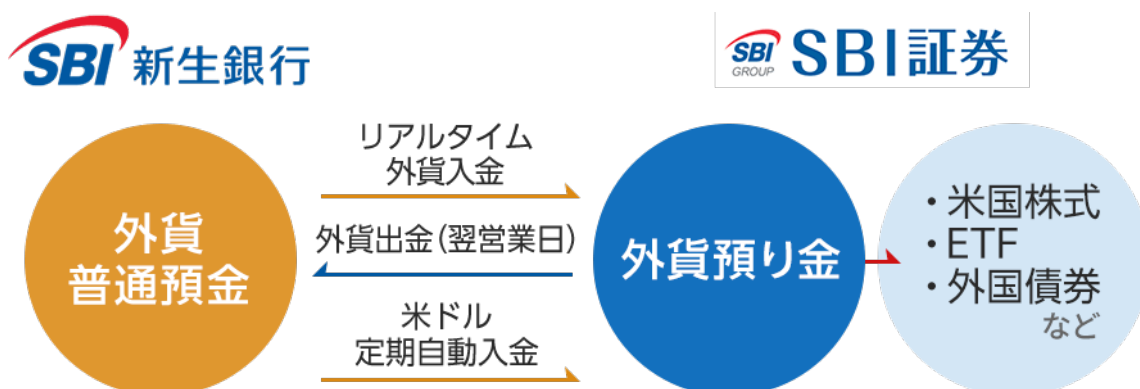 SBI 新生銀行
SBI GROUP SBI証券
リアルタイム
外貨入金
外貨
普通預金
外貨出金(翌営業日)
米ドル
定期自動入金
外貨預り金
・米国株式
・ETF
・外国債券
など